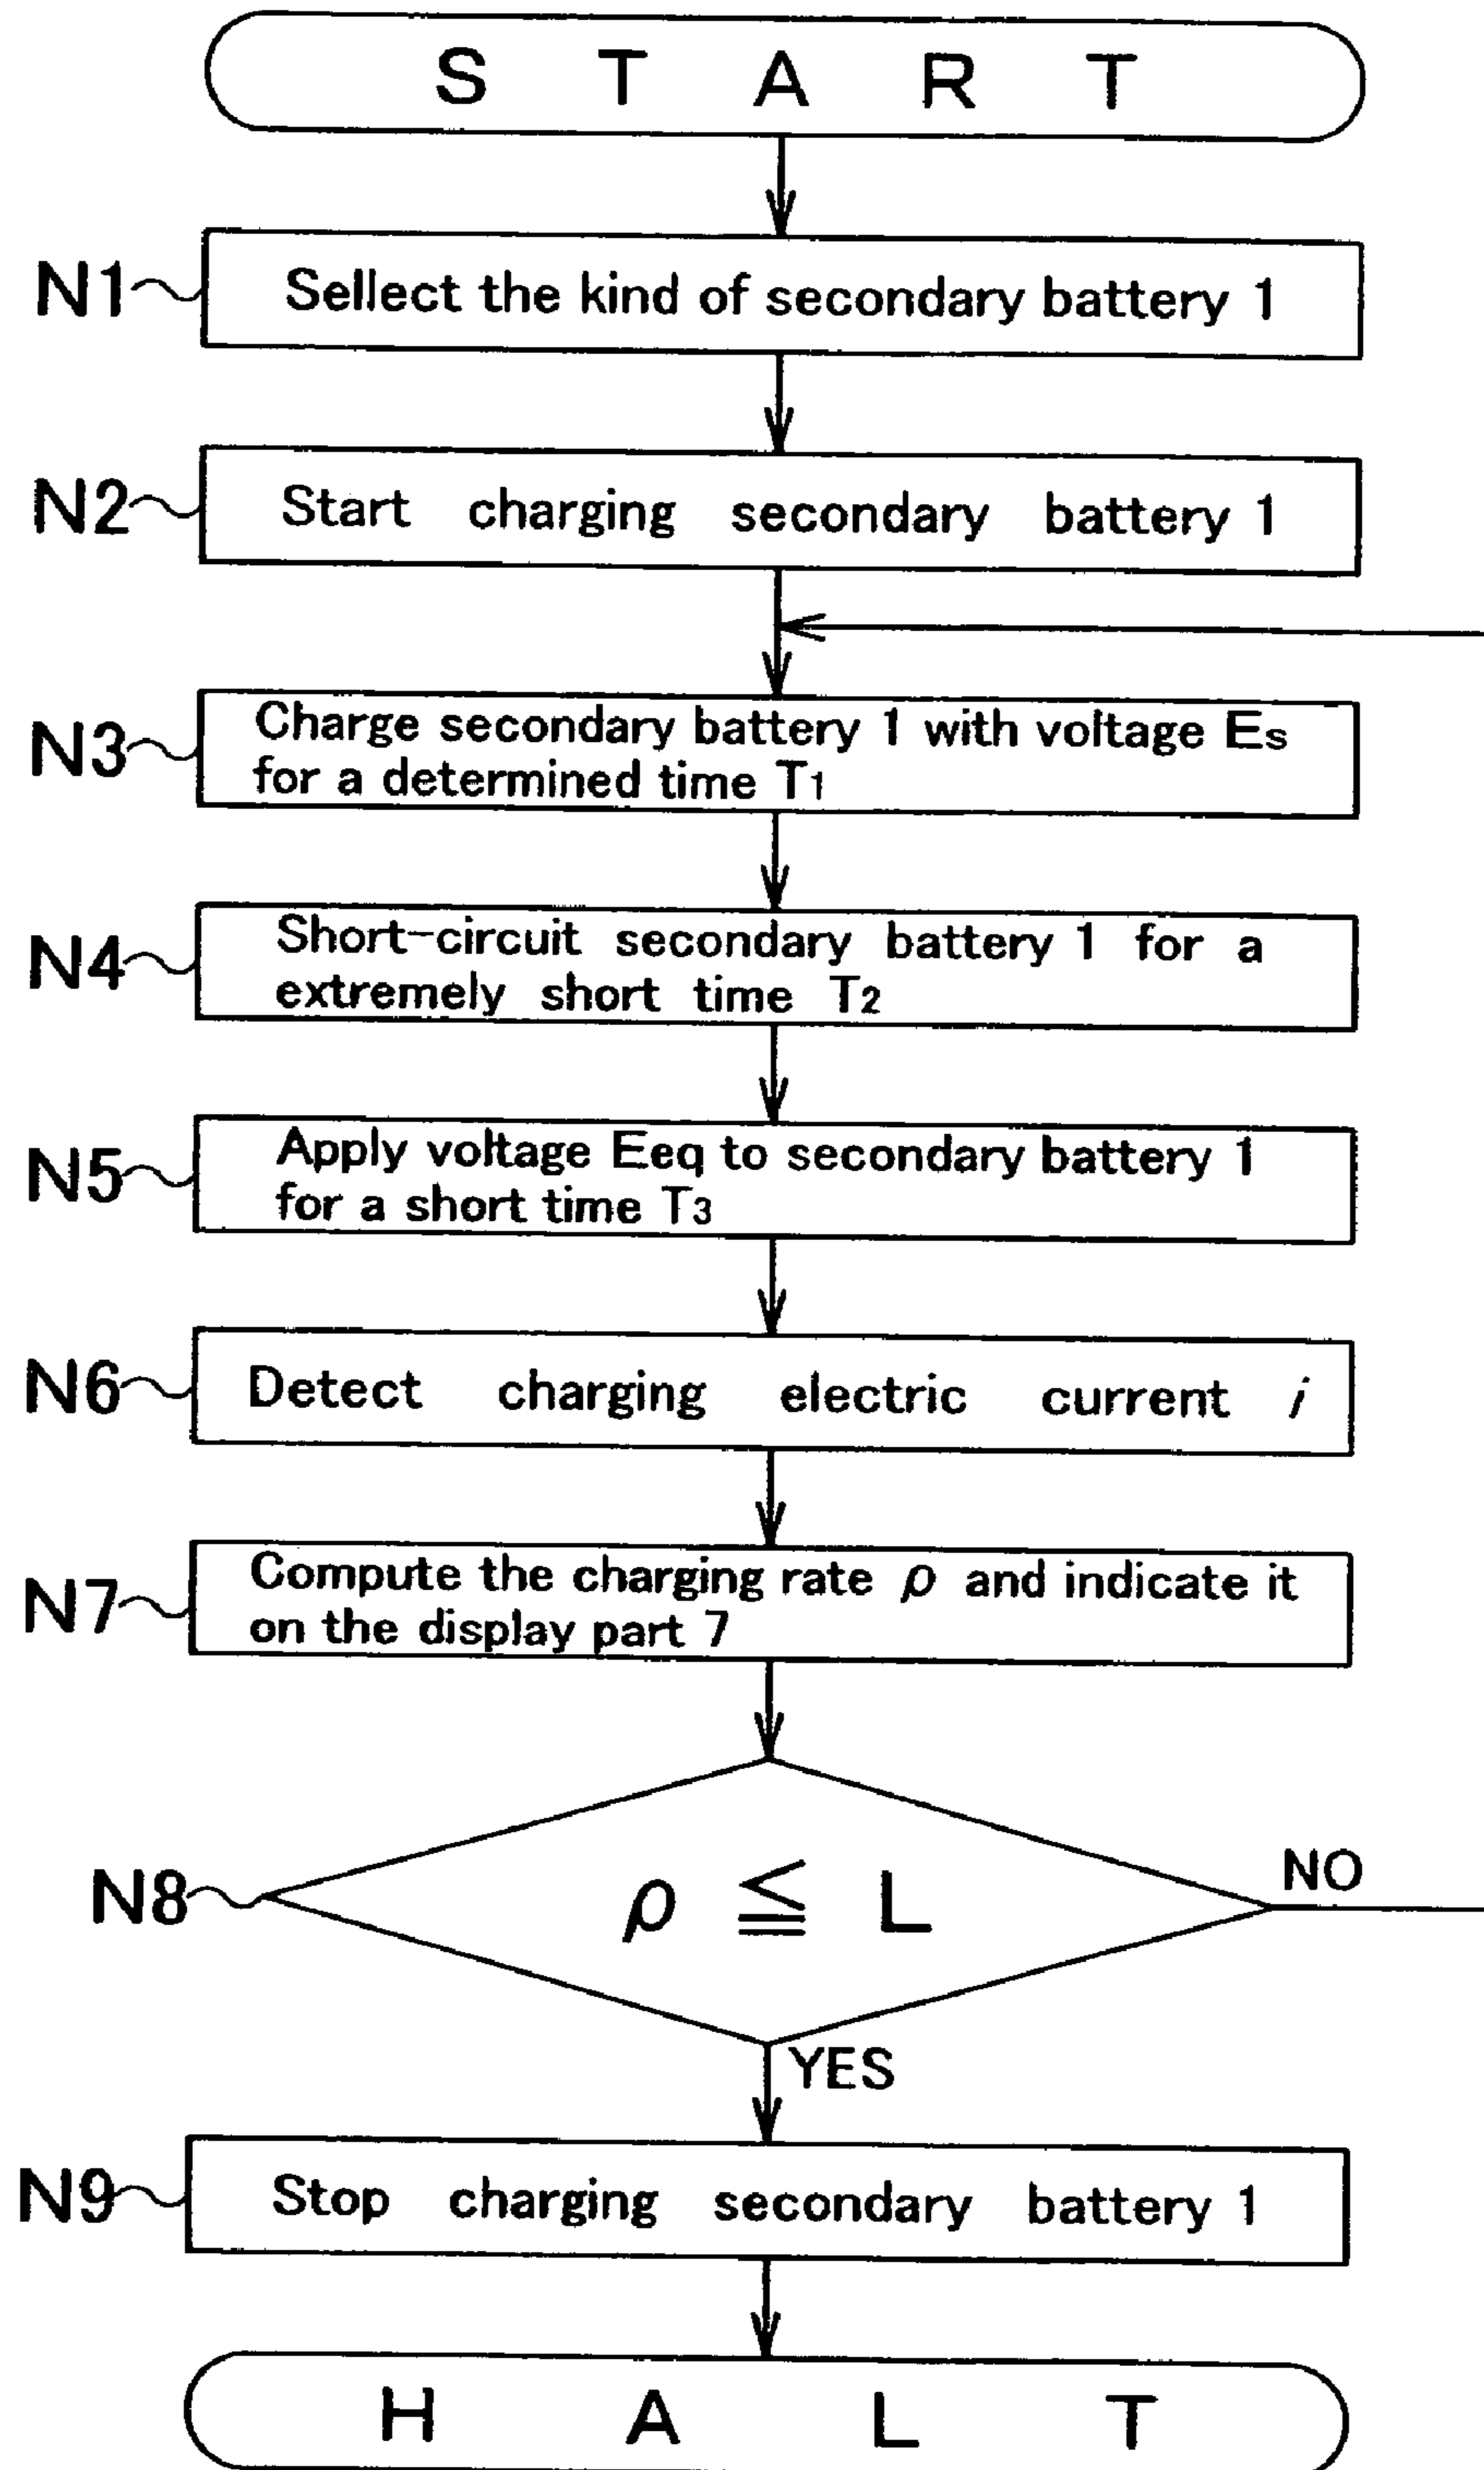 S T A R T
N1
Sellect the kind of secondary battery 1
N2
Start charging secondary battery 1
N3
Charge secondary battery 1 with voltage Es
for a determined time T1
N4
Short-circuit secondary battery 1 for a
extremely short time T2
N5
Apply voltage Eeq to secondary battery 1
for a short time T3
N6
Detect charging electric current i
N7
Compute the charging rate ρ and indicate it
on the display part 7
N8
ρ ≦ L
NO
YES
N9
Stop charging secondary battery 1
H A L T